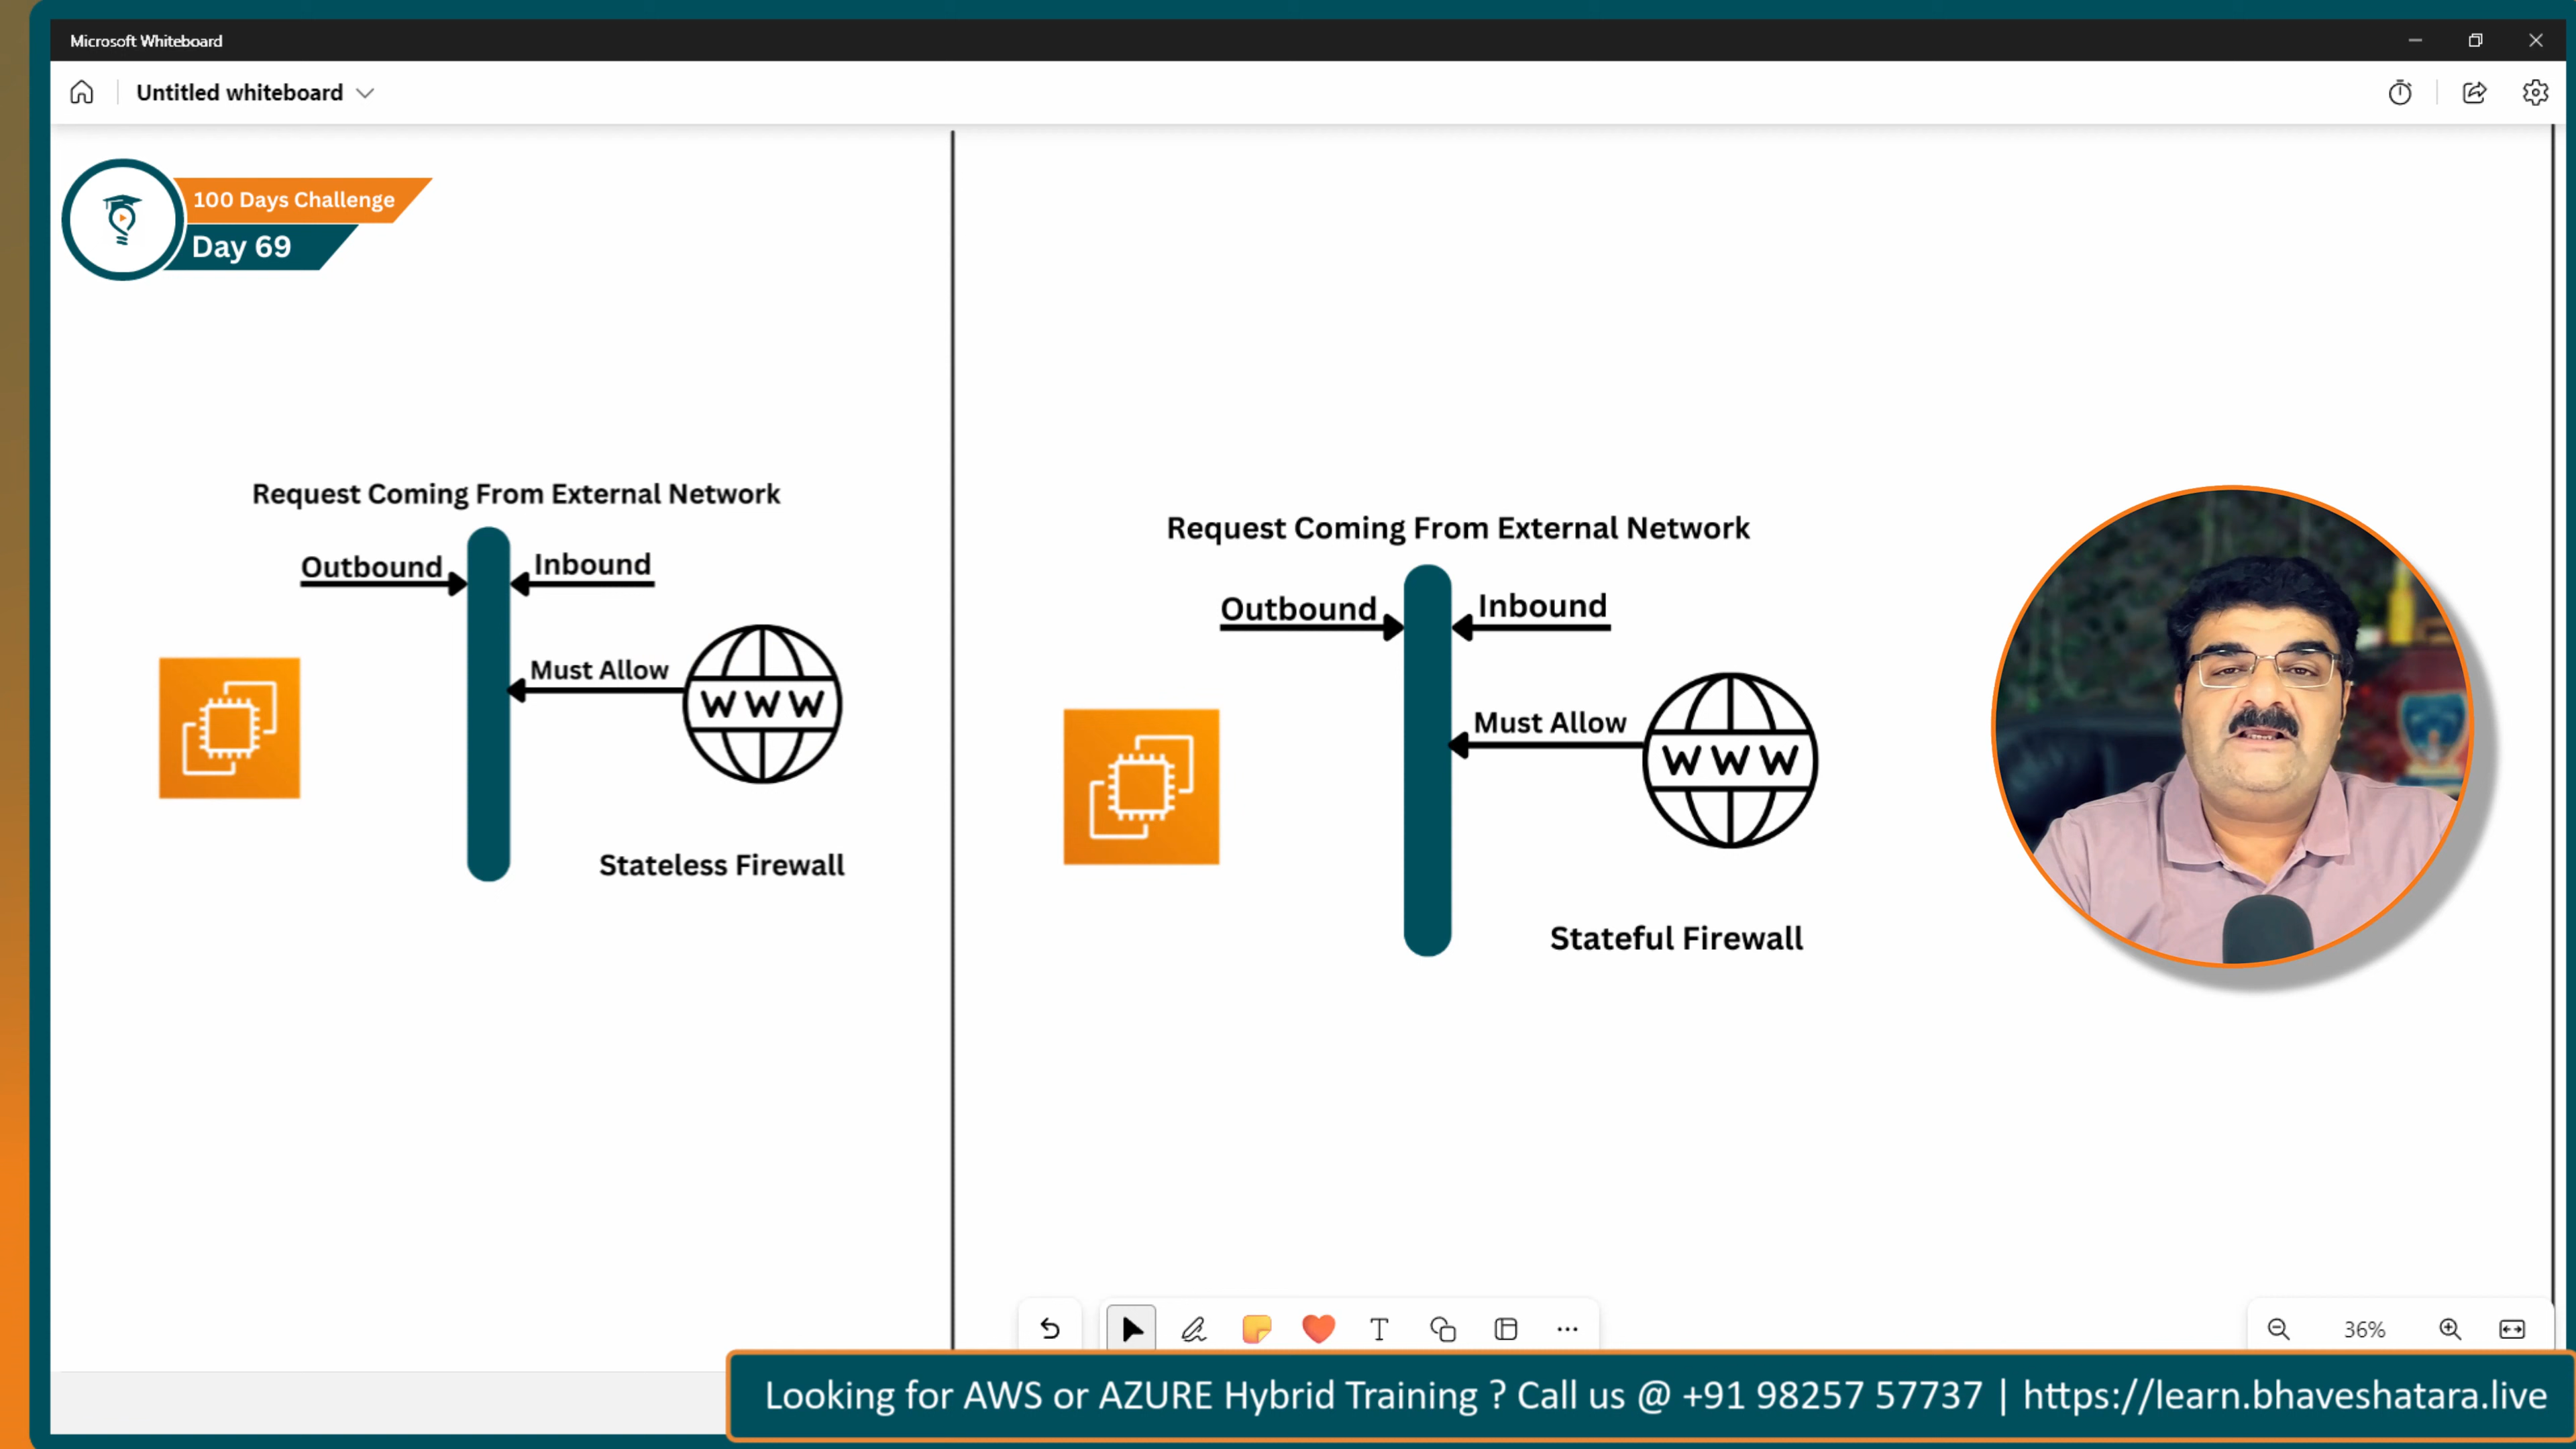 Microsoft Whiteboard
Untitled whiteboard
100 Days Challenge
Day 69
Request Coming From External Network
Outbound
Inbound
Must Allow
WWW
Stateless Firewall
Request Coming From External Network
Outbound
Inbound
Must Allow
WWW
Stateful Firewall
36%
Looking for AWS or AZURE Hybrid Training ? Call us @ +91 98257 57737 | https://learn.bhaveshatara.live